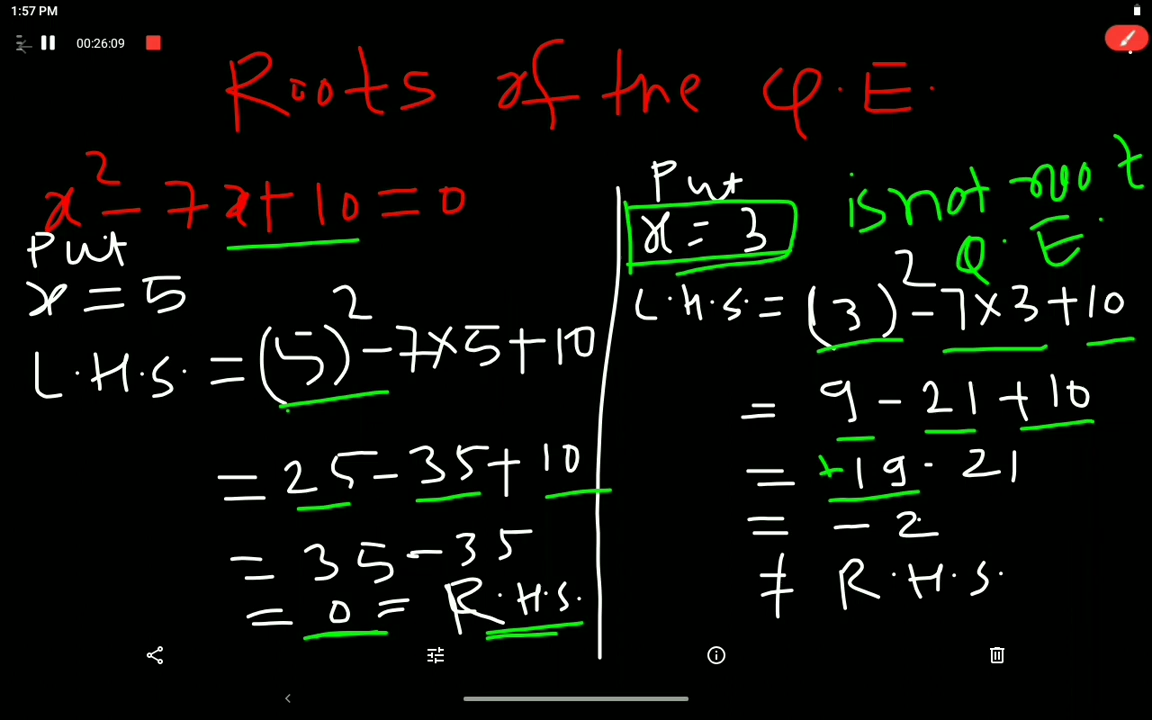 1:57 PM
00:26:09
Roots of the Q.E.
x² - 7x + 10 = 0
Put
x = 5
L.H.S. = (5)² - 7×5 + 10
= 25 - 35 + 10
= 35 - 35
= 0 = R.H.S.
Put
x = 3
is not root
Q.E.
L.H.S. = (3)² - 7×3 + 10
= 9 - 21 + 10
= +19 - 21
= - 2
≠ R.H.S.